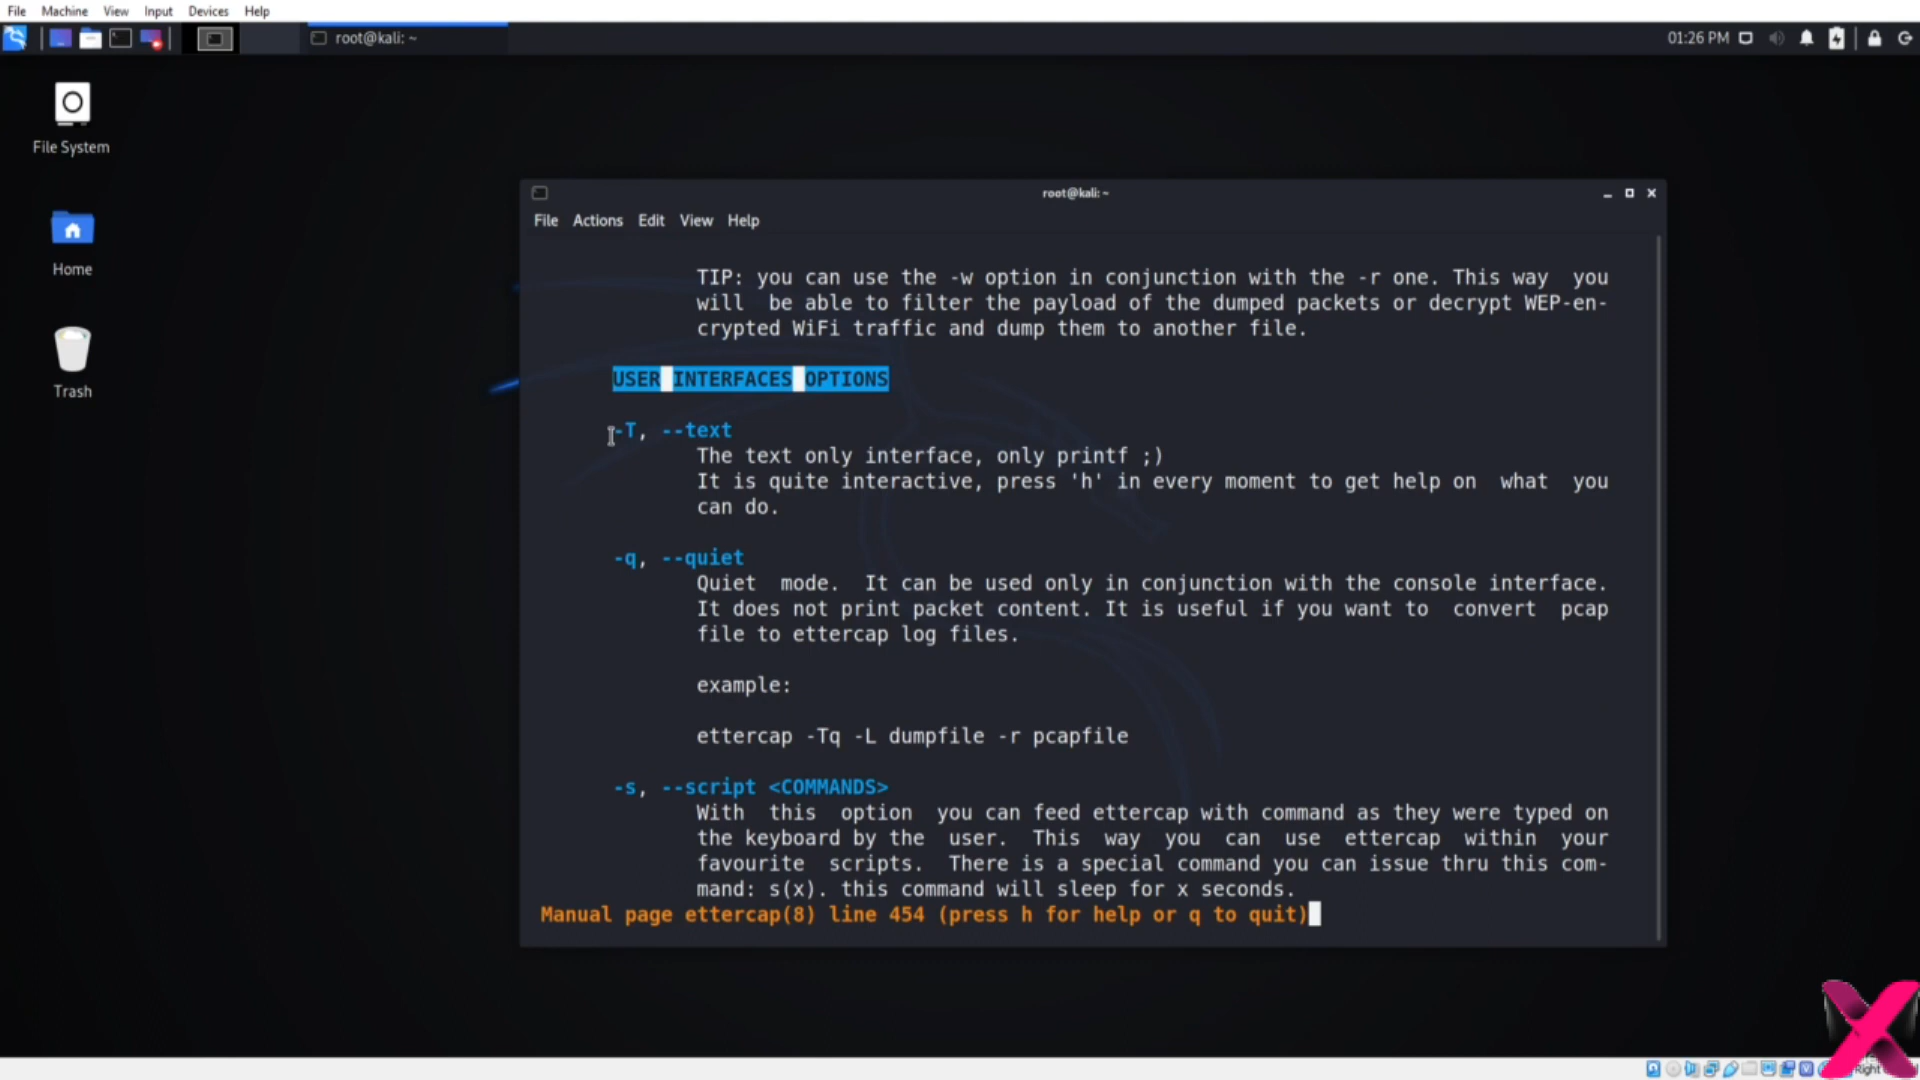 File Machine View Input Devices Help
root@kali: ~
01:26 PM
File System
Home
Trash
root@kali: ~
File Actions Edit View Help
TIP: you can use the -w option in conjunction with the -r one. This way  you
will  be able to filter the payload of the dumped packets or decrypt WEP-en-
crypted WiFi traffic and dump them to another file.
USER INTERFACES OPTIONS
-T, --text
The text only interface, only printf ;)
It is quite interactive, press 'h' in every moment to get help on  what  you
can do.
-q, --quiet
Quiet  mode.  It can be used only in conjunction with the console interface.
It does not print packet content. It is useful if you want to  convert  pcap
file to ettercap log files.
example:
ettercap -Tq -L dumpfile -r pcapfile
-s, --script <COMMANDS>
With  this  option  you can feed ettercap with command as they were typed on
the keyboard by the  user.  This  way  you  can  use  ettercap  within  your
favourite  scripts.  There is a special command you can issue thru this com-
mand: s(x). this command will sleep for x seconds.
Manual page ettercap(8) line 454 (press h for help or q to quit)
Right